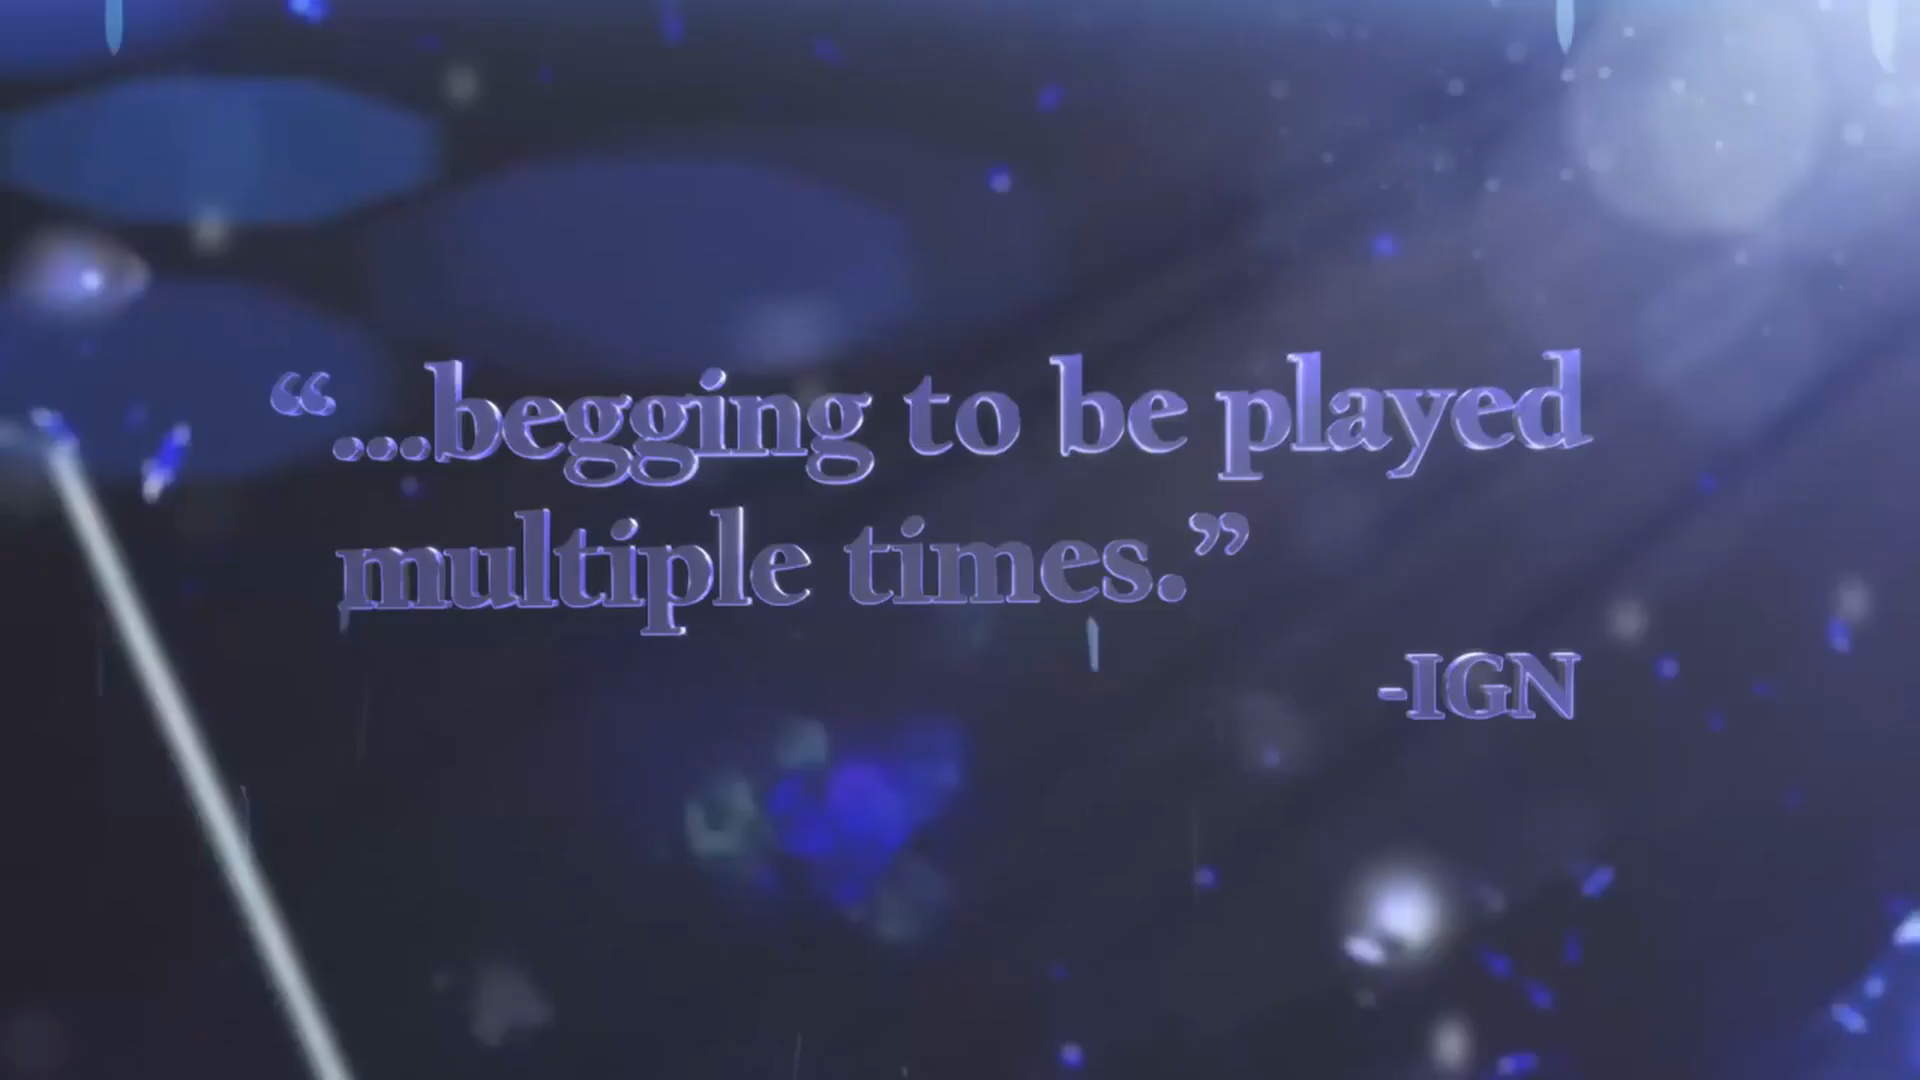 “...begging to be played
multiple times.”
-IGN